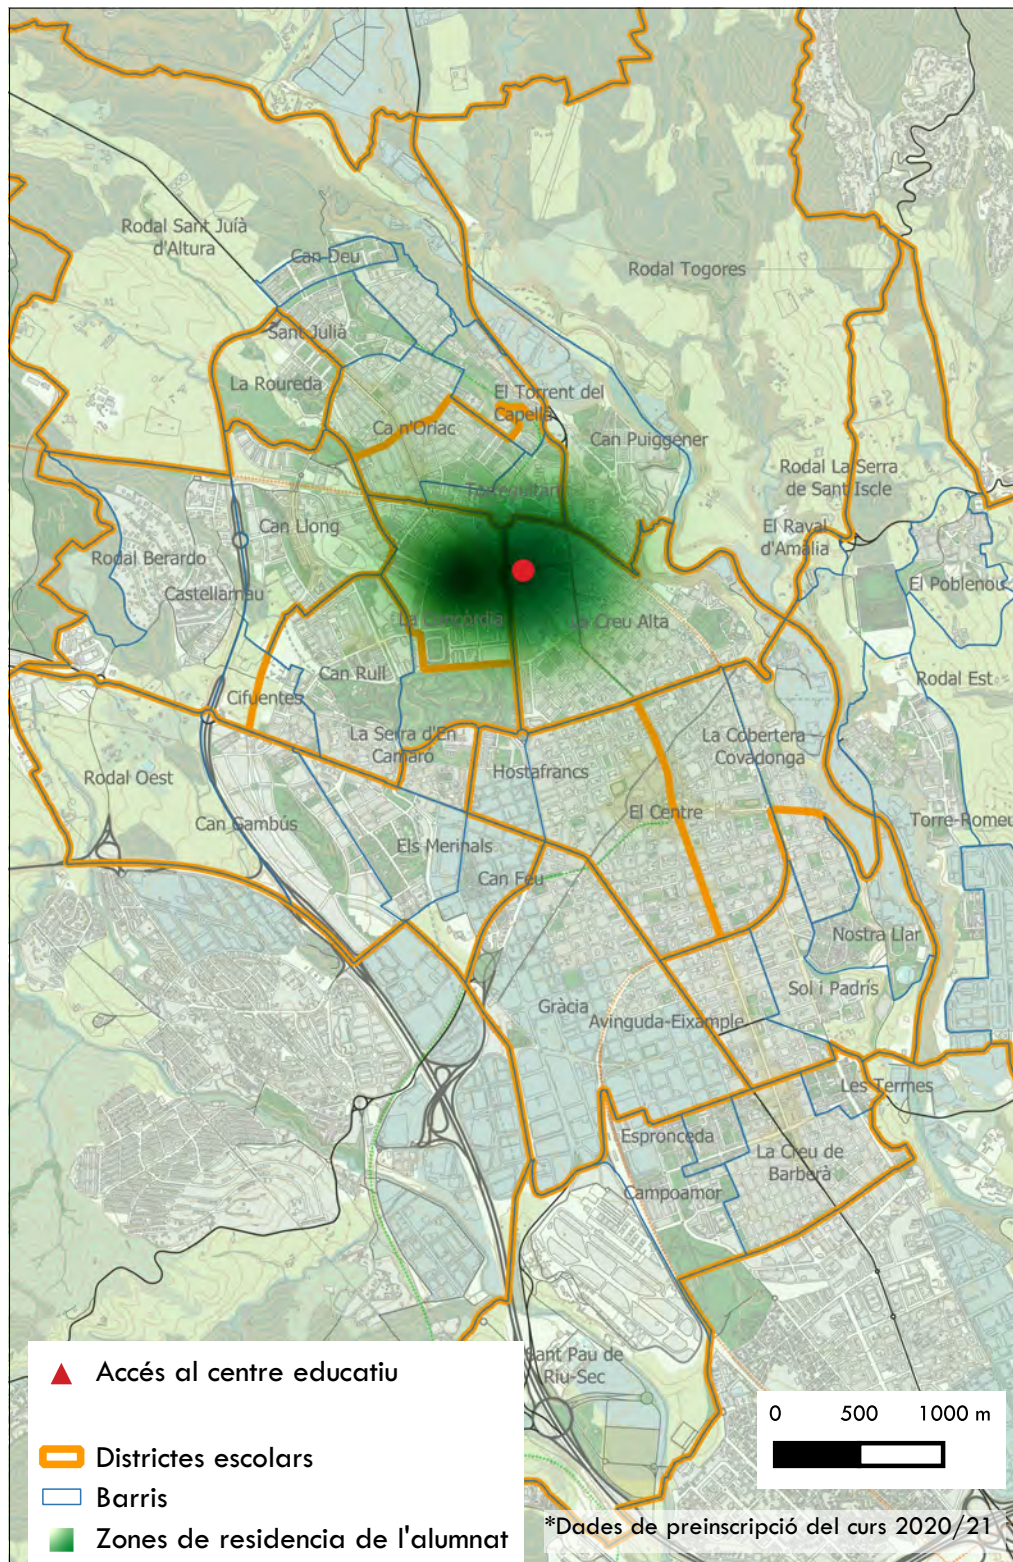 Rodal Sant Juíà
d'Altura
Can Deu
Rodal Togores
Sant Julià
La Roureda
El Torrent del
Capellà
Ca n'Oriac
Can Puiggener
Torreguitart
Rodal La Serra
de Sant Iscle
Can Llong
El Raval
d'Amàlia
Rodal Berardo
El Poblenou
Castellarnau
La Concòrdia
La Creu Alta
Can Rull
Rodal Est
Cifuentes
La Serra d'En
Camaró
La Cobertera
Covadonga
Rodal Oest
Hostafrancs
El Centre
Can Gambús
Torre-Romeu
Els Merinals
Can Feu
Nostra Llar
Sol i Padrís
Gràcia
Avinguda-Eixample
Les Termes
Espronceda
La Creu de
Barberà
Campoamor
Sant Pau de
Riu-Sec
Accés al centre educatiu
Districtes escolars
Barris
Zones de residencia de l'alumnat
0 500 1000 m
*Dades de preinscripció del curs 2020/21